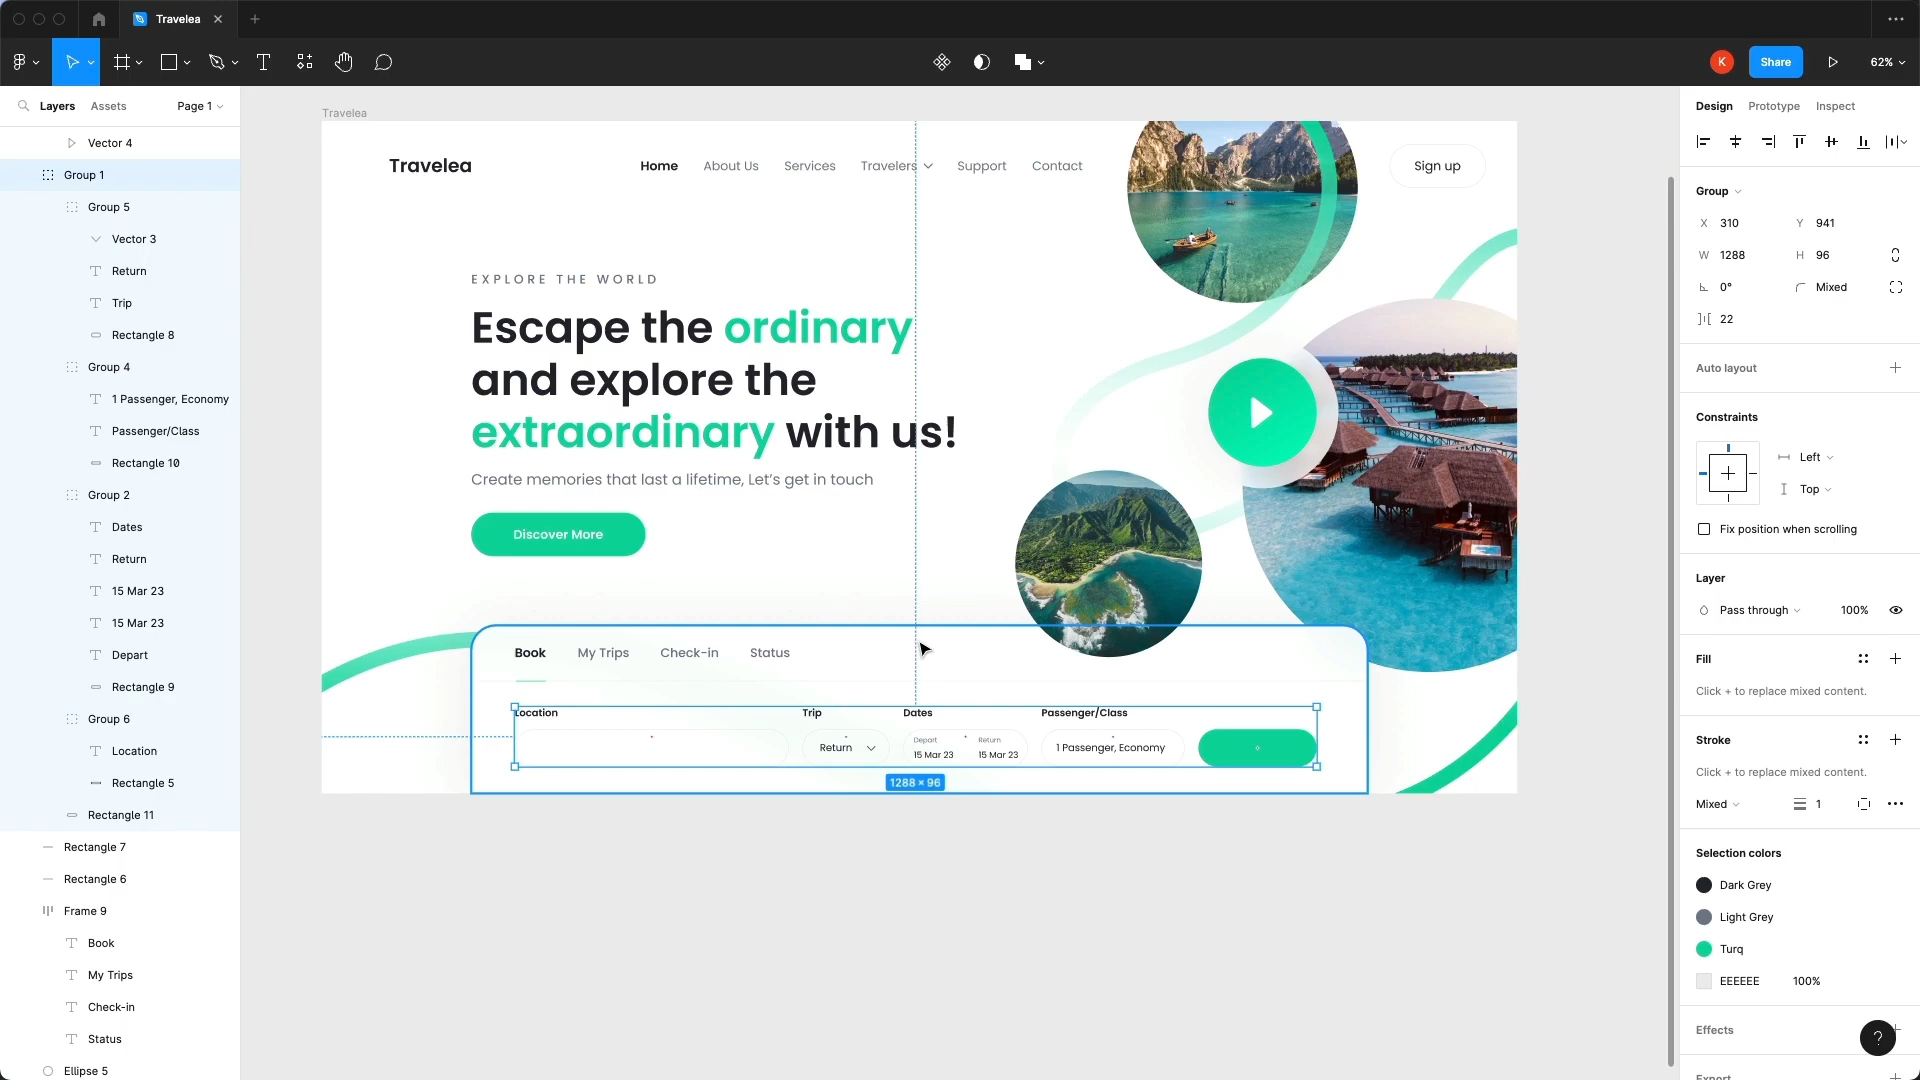 Travelea
K
Share
62%
Layers
Assets
Page 1
Vector 4
Group 1
Group 5
Vector 3
Return
Trip
Rectangle 8
Group 4
1 Passenger, Economy
Passenger/Class
Rectangle 10
Group 2
Dates
Return
15 Mar 23
15 Mar 23
Depart
Rectangle 9
Group 6
Location
Rectangle 5
Rectangle 11
Rectangle 7
Rectangle 6
Frame 9
Book
My Trips
Check-in
Status
Ellipse 5
Travelea
Travelea
Home
About Us
Services
Travelers
Support
Contact
Sign up
EXPLORE THE WORLD
Escape the ordinary
and explore the
extraordinary with us!
Create memories that last a lifetime, Let's get in touch
Discover More
Book
My Trips
Check-in
Status
Location
Trip
Dates
Passenger/Class
Return
Depart
15 Mar 23
Return
15 Mar 23
1 Passenger, Economy
1288 × 96
Design
Prototype
Inspect
Group
X 310
Y 941
W 1288
H 96
0°
Mixed
22
Auto layout
Constraints
Left
Top
Fix position when scrolling
Layer
Pass through
100%
Fill
Click + to replace mixed content.
Stroke
Click + to replace mixed content.
Mixed
1
Selection colors
Dark Grey
Light Grey
Turq
EEEEEE
100%
Effects
?
Export